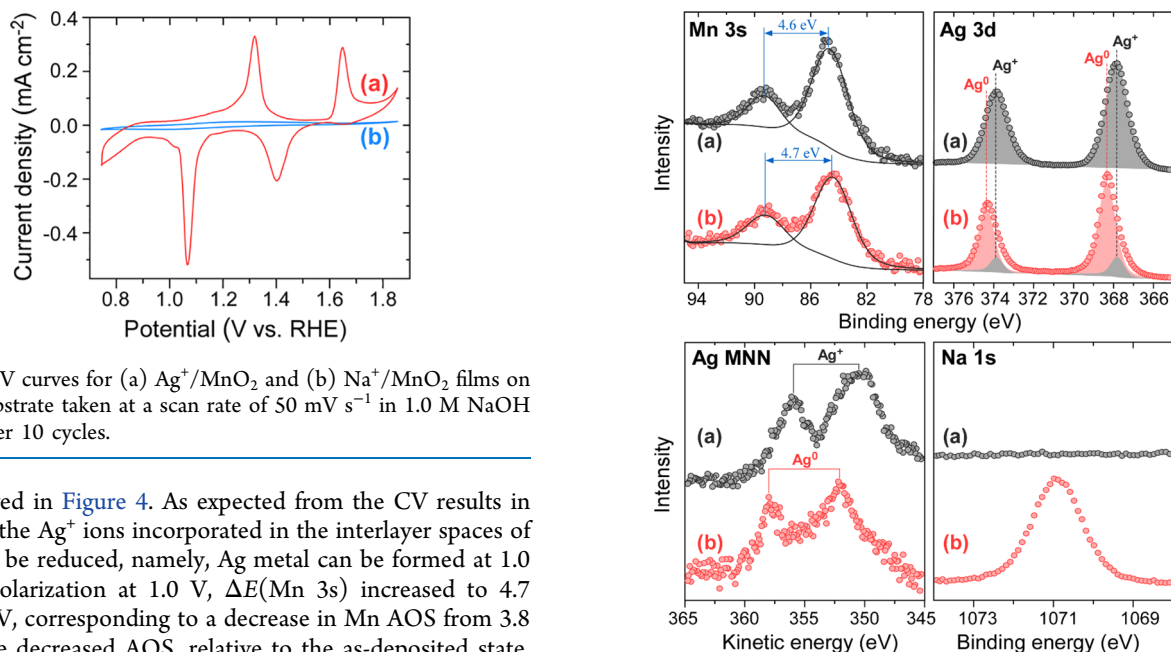 Current density (mA cm⁻²)
0.4
0.2
0.0
-0.2
-0.4
(a)
(b)
0.8 1.0 1.2 1.4 1.6 1.8
Potential (V vs. RHE)
V curves for (a) Ag⁺/MnO₂ and (b) Na⁺/MnO₂ films on
bstrate taken at a scan rate of 50 mV s⁻¹ in 1.0 M NaOH
er 10 cycles.
ed in Figure 4. As expected from the CV results in
the Ag⁺ ions incorporated in the interlayer spaces of
be reduced, namely, Ag metal can be formed at 1.0
olarization at 1.0 V, ΔE(Mn 3s) increased to 4.7
V, corresponding to a decrease in Mn AOS from 3.8
e decreased AOS, relative to the as-deposited state,
Intensity
Mn 3s
4.6 eV
(a)
4.7 eV
(b)
94 90 86 82 78
Ag 3d
Ag⁰
Ag⁺
Ag⁰
Ag⁺
(a)
(b)
376 374 372 370 368 366
Binding energy (eV)
Intensity
Ag MNN
Ag⁺
(a)
Ag⁰
(b)
365 360 355 350 345
Kinetic energy (eV)
Na 1s
(a)
(b)
1073 1071 1069
Binding energy (eV)